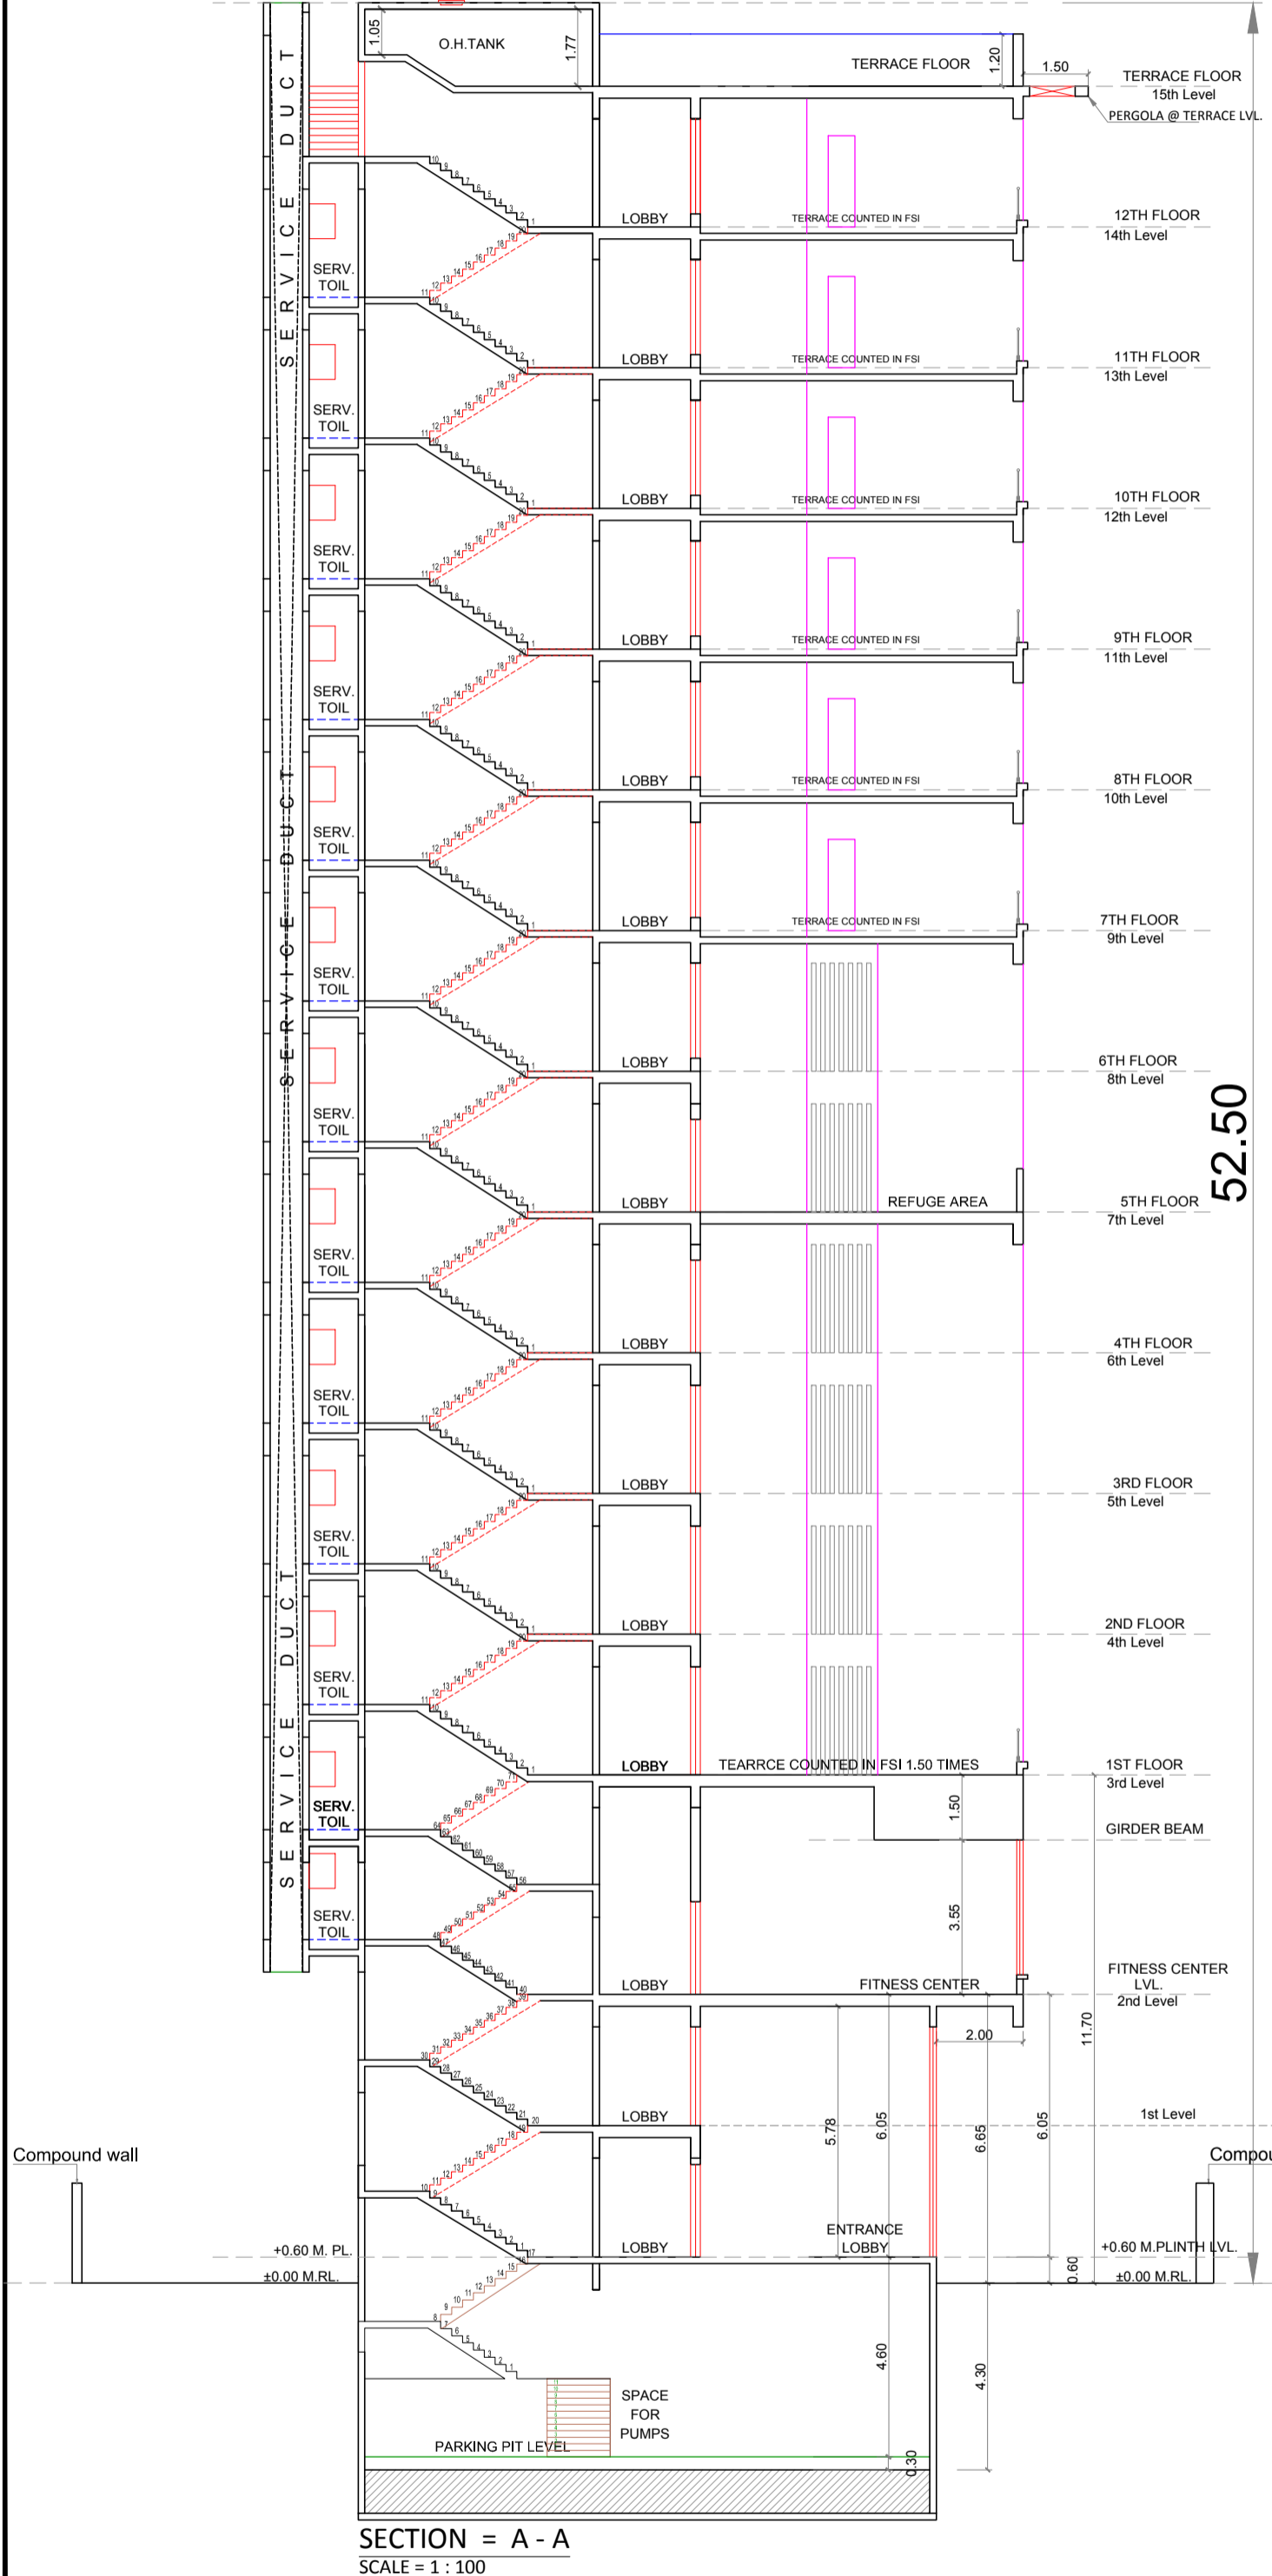 1.05
O.H.TANK
1.77
TERRACE FLOOR
1.20
1.50
TERRACE FLOOR
15th Level
PERGOLA @ TERRACE LVL.
SERVICE DUCT
LOBBY
TERRACE COUNTED IN FSI
12TH FLOOR
14th Level
SERV.
TOIL
LOBBY
TERRACE COUNTED IN FSI
11TH FLOOR
13th Level
SERV.
TOIL
LOBBY
TERRACE COUNTED IN FSI
10TH FLOOR
12th Level
SERV.
TOIL
LOBBY
TERRACE COUNTED IN FSI
9TH FLOOR
11th Level
SERV.
TOIL
LOBBY
TERRACE COUNTED IN FSI
8TH FLOOR
10th Level
SERV.
TOIL
SERVICE DUCT
LOBBY
TERRACE COUNTED IN FSI
7TH FLOOR
9th Level
SERV.
TOIL
LOBBY
6TH FLOOR
8th Level
52.50
SERV.
TOIL
LOBBY
REFUGE AREA
5TH FLOOR
7th Level
SERV.
TOIL
LOBBY
4TH FLOOR
6th Level
SERV.
TOIL
LOBBY
3RD FLOOR
5th Level
SERV.
TOIL
LOBBY
2ND FLOOR
4th Level
SERV.
TOIL
SERVICE DUCT
LOBBY
TEARRCE COUNTED IN FSI 1.50 TIMES
1ST FLOOR
3rd Level
SERV.
TOIL
1.50
GIRDER BEAM
SERV.
TOIL
3.55
LOBBY
FITNESS CENTER
FITNESS CENTER
LVL.
2nd Level
11.70
2.00
LOBBY
5.78
6.05
6.65
6.05
1st Level
Compound wall
Compou
+0.60 M. PL.
LOBBY
ENTRANCE
LOBBY
+0.60 M.PLINTH LVL.
±0.00 M.RL.
0.60
±0.00 M.RL.
4.60
4.30
SPACE
FOR
PUMPS
PARKING PIT LEVEL
0.30
SECTION = A - A
SCALE = 1 : 100